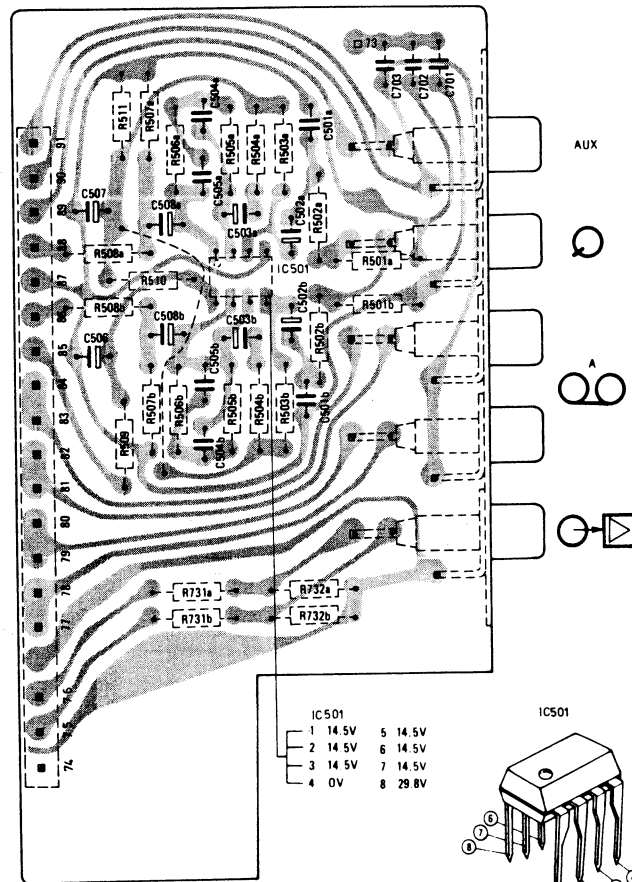 73
C703
C702
C701
C504a
R511
R507a
C501a
R506a
R505a
R504a
R503a
AUX
91
90
C505a
89
C507
C508a
C503a
C502a
R502a
88
R508a
IC501
R501a
87
R510
86
R508b
C502b
R501b
C508b
C503b
R502b
85
C506
C505b
A
84
R507b
R506b
R505b
R504b
R503b
C501b
83
R509
C504b
82
81
80
79
78
R731a
R732a
77
R731b
R732b
76
75
74
IC501
1 14.5V 5 14.5V
2 14.5V 6 14.5V
3 14.5V 7 14.5V
4 0V 8 29.8V
IC501
6
7
8